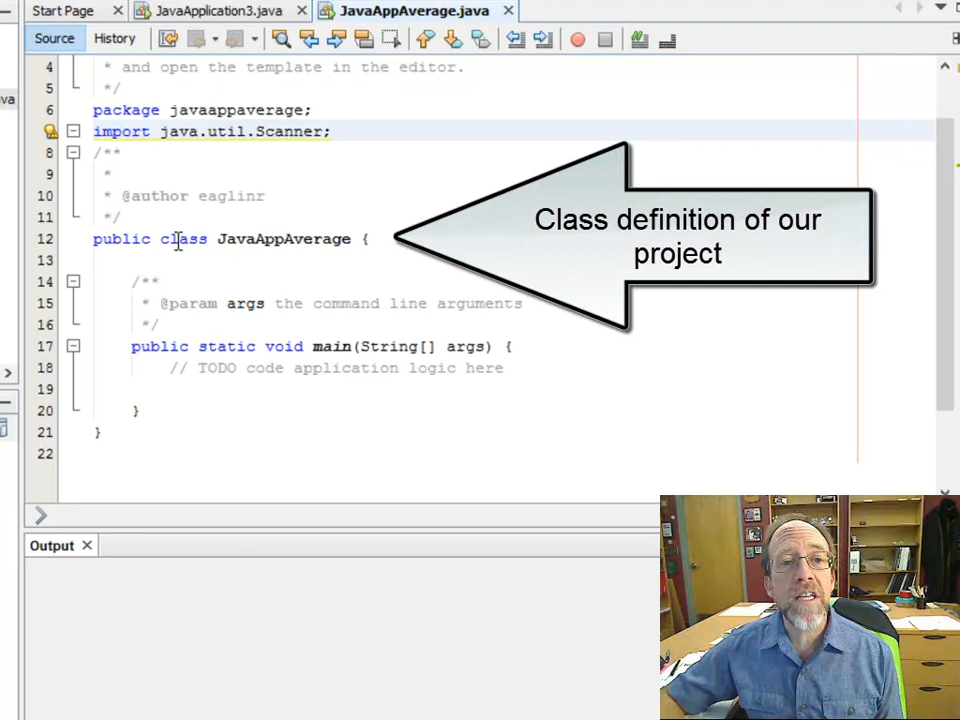 Start Page JavaApplication3.java JavaAppAverage.java
Source History
va
4 * and open the template in the editor.
5 */
6 package javaappaverage;
import java.util.Scanner;
8 /**
9 *
10 * @author eaglinr
11 */
12 public class JavaAppAverage {
13
14 /**
15 * @param args the command line arguments
16 */
17 public static void main(String[] args) {
18 // TODO code application logic here
19
20 }
21 }
22
Class definition of our
project
Output